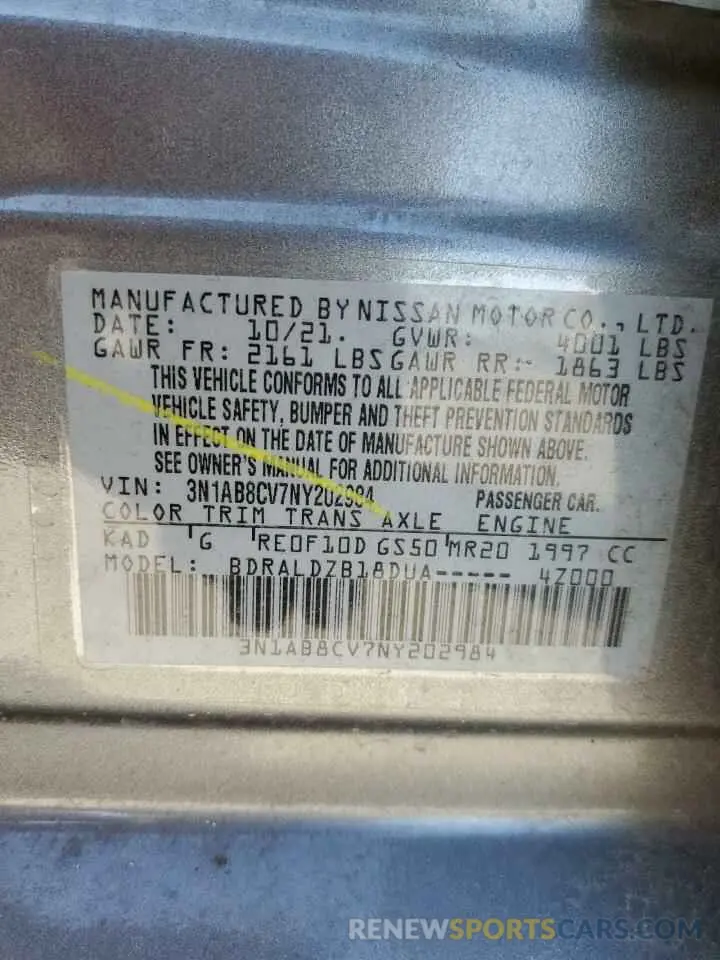 MANUFACTURED BY NISSAN MOTOR CO., LTD.
DATE: 10/21. GVWR: 4001 LBS
GAWR FR: 2161 LBS GAWR RR:- 1863 LBS
THIS VEHICLE CONFORMS TO ALL APPLICABLE FEDERAL MOTOR
VEHICLE SAFETY, BUMPER AND THEFT PREVENTION STANDARDS
IN EFFECT ON THE DATE OF MANUFACTURE SHOWN ABOVE.
SEE OWNER'S MANUAL FOR ADDITIONAL INFORMATION.
VIN: 3N1AB8CV7NY202984 PASSENGER CAR.
COLOR TRIM TRANS AXLE ENGINE
KAD G RE0F10D GS50 MR20 1997 CC
MODEL: BDRALDZB18DUA----- 47000
3N1AB8CV7NY202984
RENEWSPORTSCARS.COM